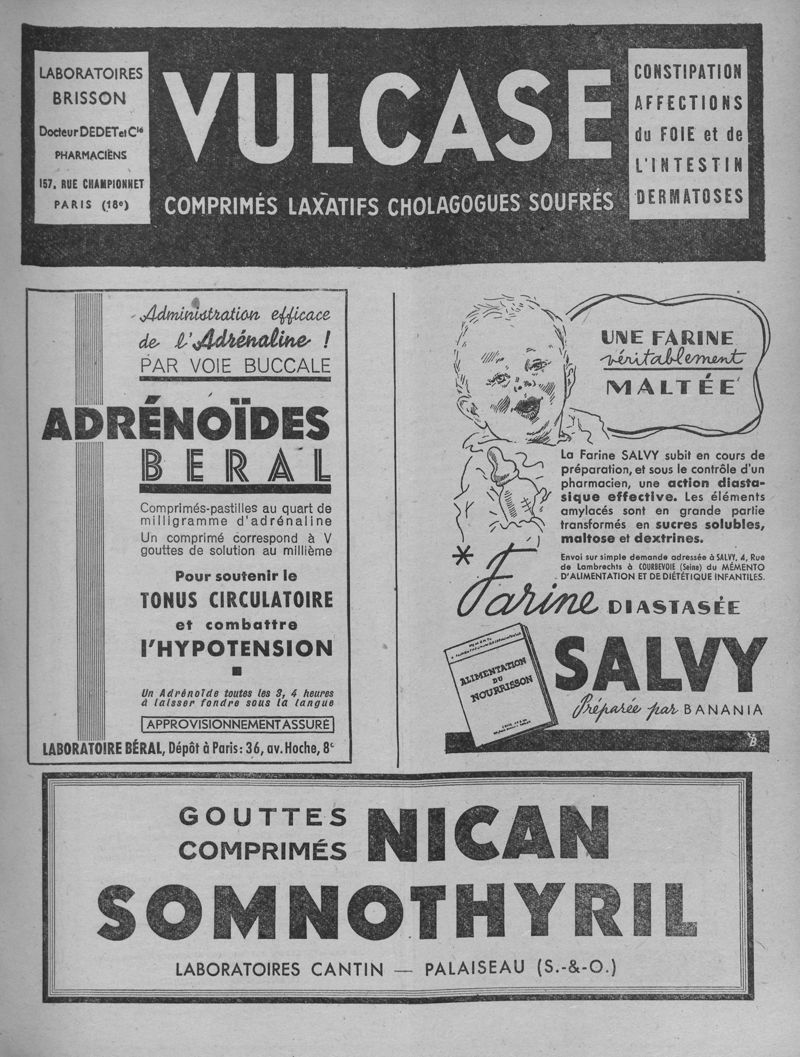 LABORATOIRES
BRISSON
Docteur DEDET et Cie
PHARMACIENS
157, RUE CHAMPIONNET
PARIS (18e)
VULCASE
COMPRIMÉS LAXATIFS CHOLAGOGUES SOUFRÉS
CONSTIPATION
AFFECTIONS
du FOIE et de
L'INTESTIN
DERMATOSES
Administration efficace
de l'Adrénaline !
PAR VOIE BUCCALE
ADRÉNOÏDES
BERAL
Comprimés-pastilles au quart de
milligramme d'adrénaline
Un comprimé correspond à V
gouttes de solution au millième
Pour soutenir le
TONUS CIRCULATOIRE
et combattre
l'HYPOTENSION
Un Adrénoïde toutes les 3, 4 heures
à laisser fondre sous la langue
APPROVISIONNEMENT ASSURÉ
LABORATOIRE BÉRAL, Dépôt à Paris: 36, av. Hoche, 8e
UNE FARINE
véritablement
MALTÉE
La Farine SALVY subit en cours de
préparation, et sous le contrôle d'un
pharmacien, une action diasta-
sique effective. Les éléments
amylacés sont en grande partie
transformés en sucres solubles,
maltose et dextrines.
Envoi sur simple demande adressée à SALVY, 4, Rue
de Lambrechts à COURBEVOIE (Seine) du MÉMENTO
D'ALIMENTATION ET DE DIÉTÉTIQUE INFANTILES.
* Farine DIASTASÉE
ALIMENTATION
DU
NOURRISSON
SALVY
Préparée par BANANIA
GOUTTES
COMPRIMÉS
NICAN
SOMNOTHYRIL
LABORATOIRES CANTIN — PALAISEAU (S.-&-O.)